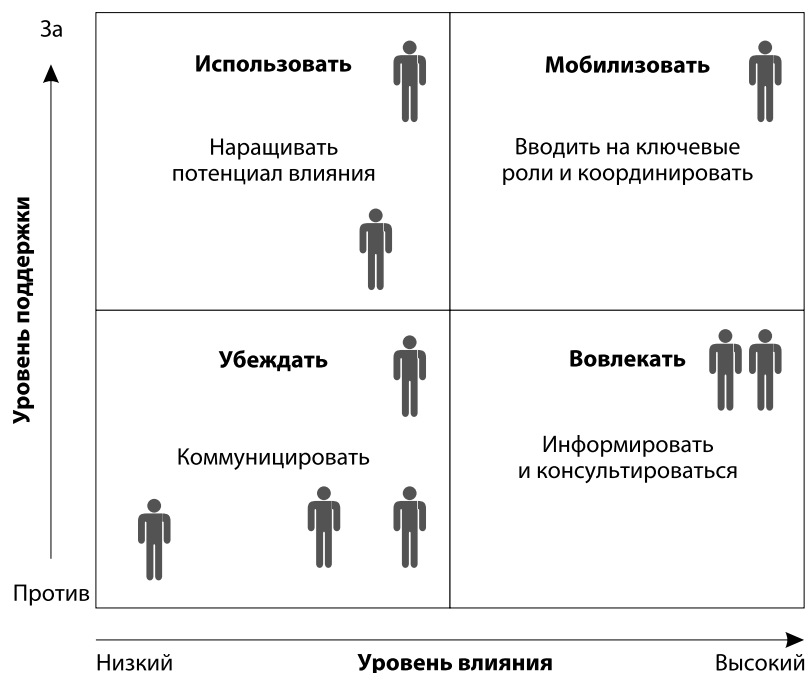 За
Использовать
Наращивать
потенциал влияния
Мобилизовать
Вводить на ключевые
роли и координировать
Уровень поддержки
Убеждать
Коммуницировать
Вовлекать
Информировать
и консультироваться
Против
Низкий
Уровень влияния
Высокий